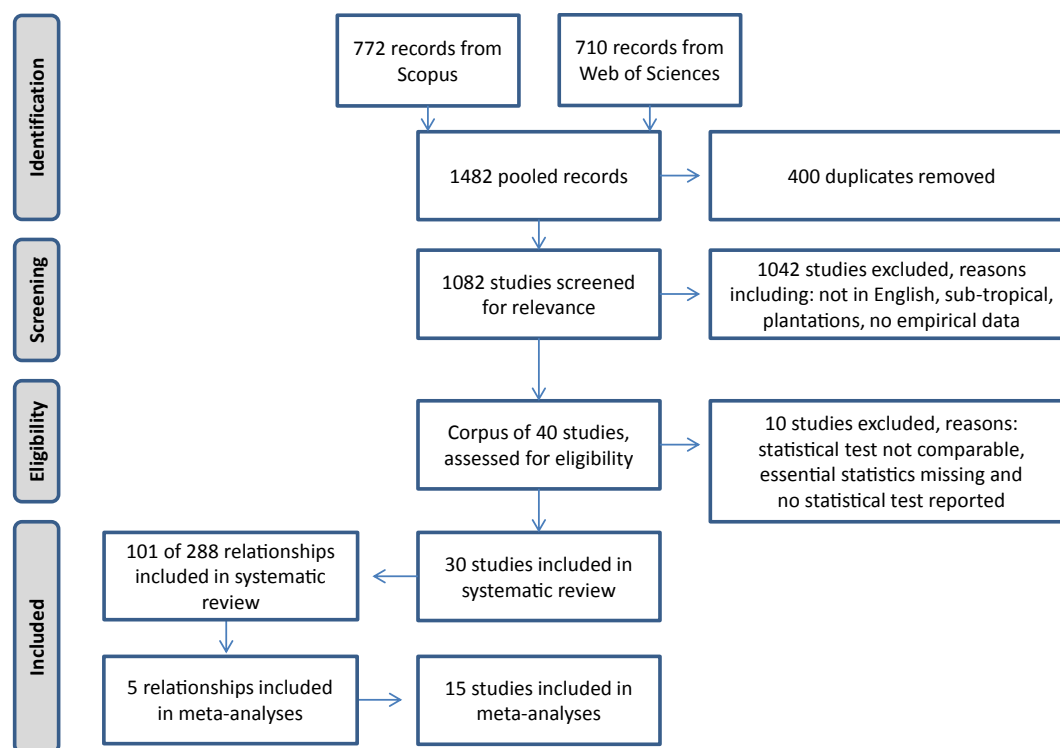 Identification
772 records from
Scopus
710 records from
Web of Sciences
1482 pooled records
400 duplicates removed
Screening
1082 studies screened
for relevance
1042 studies excluded, reasons
including: not in English, sub-tropical,
plantations, no empirical data
Eligibility
Corpus of 40 studies,
assessed for eligibility
10 studies excluded, reasons:
statistical test not comparable,
essential statistics missing and
no statistical test reported
Included
101 of 288 relationships
included in systematic
review
30 studies included in
systematic review
5 relationships included
in meta-analyses
15 studies included in
meta-analyses